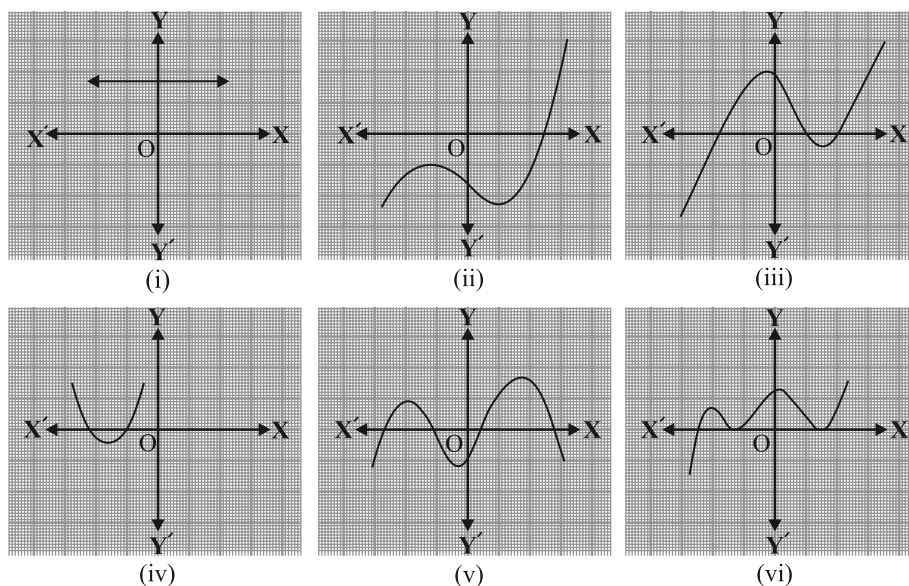 Y Y Y
X′ O X X′ O X X′ O X
Y′ Y′ Y′
(i) (ii) (iii)
Y Y Y
X′ O X X′ O X X′ O X
Y′ Y′ Y′
(iv) (v) (vi)